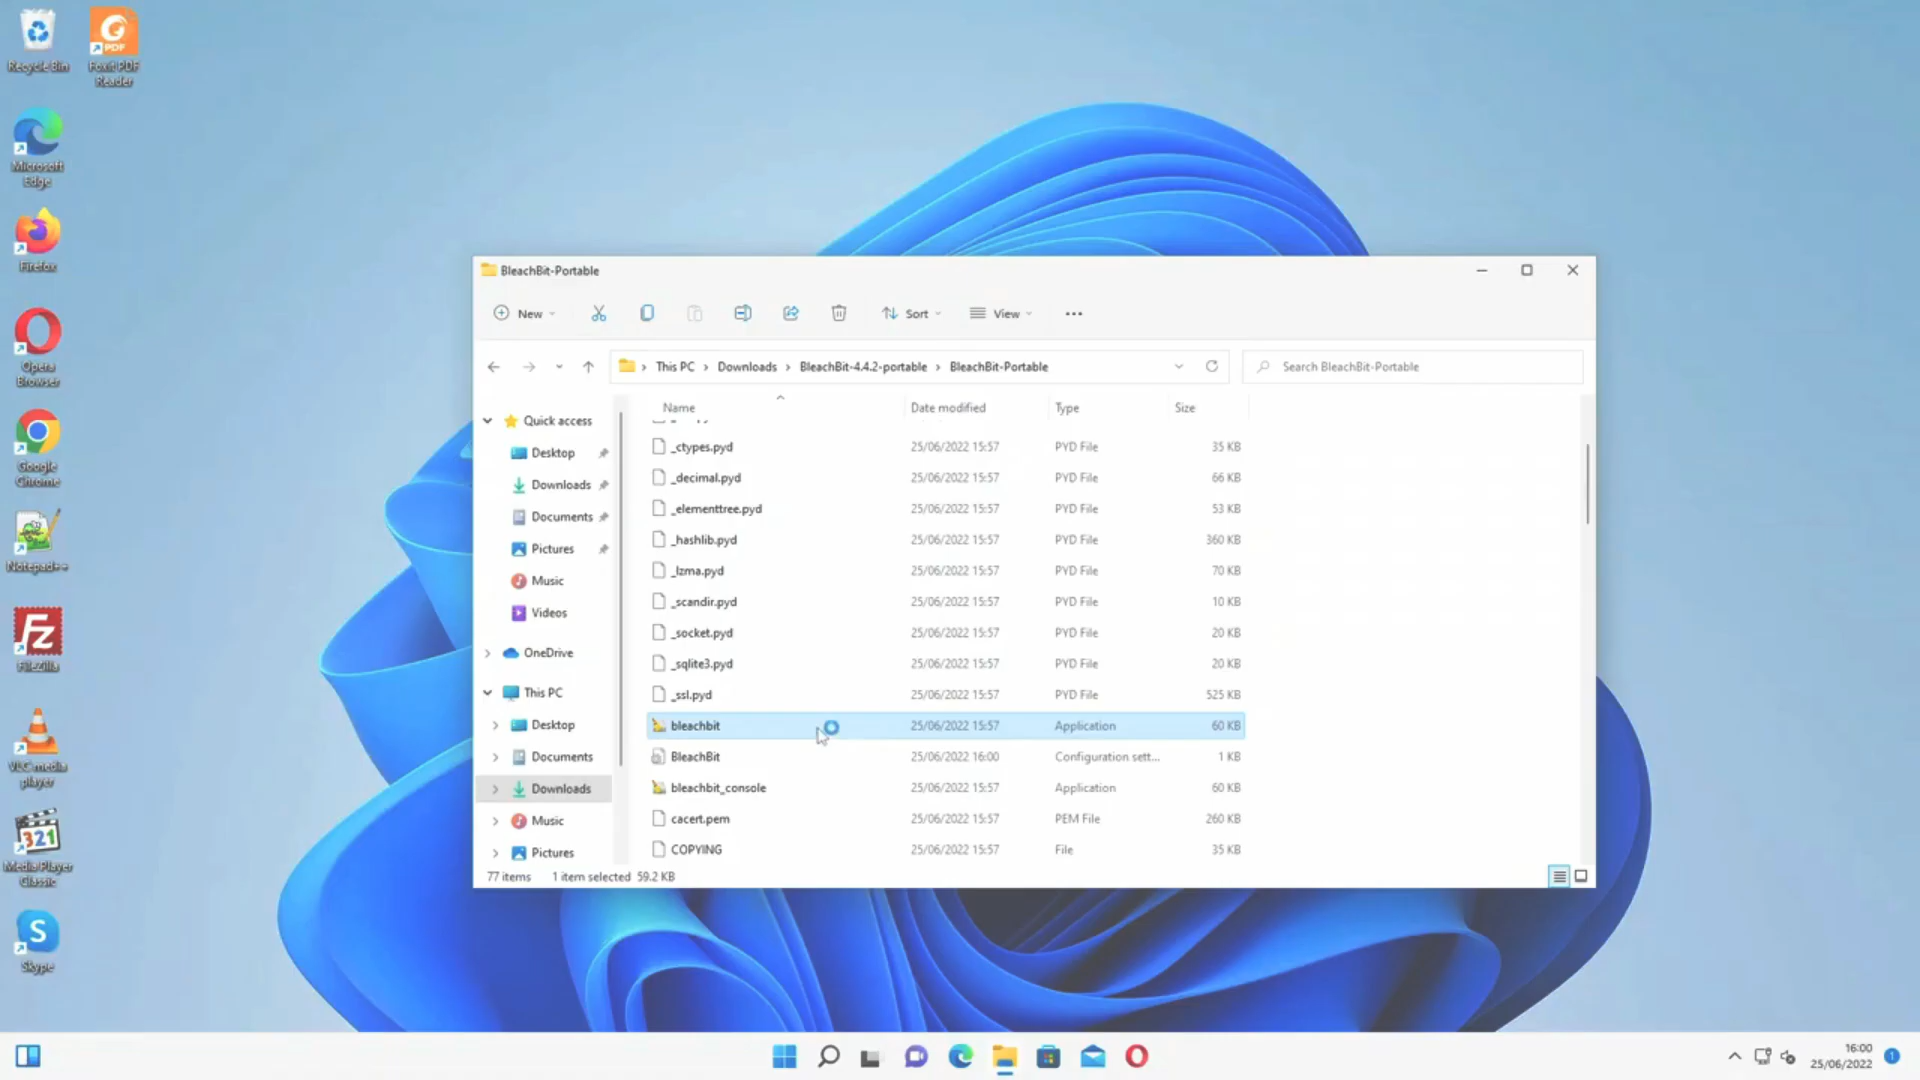 Recycle Bin
Foxit PDF
Reader
Microsoft
Edge
Firefox
Opera
Browser
Google
Chrome
Notepad++
FileZilla
VLC media
player
Media Player
Classic
Skype
BleachBit-Portable
New
Sort
View
This PC
Downloads
BleachBit-4.4.2-portable
BleachBit-Portable
Search BleachBit-Portable
Quick access
Desktop
Downloads
Documents
Pictures
Music
Videos
OneDrive
This PC
Desktop
Documents
Downloads
Music
Pictures
Name Date modified Type Size
_ctypes.pyd 25/06/2022 15:57 PYD File 35 KB
_decimal.pyd 25/06/2022 15:57 PYD File 66 KB
_elementtree.pyd 25/06/2022 15:57 PYD File 53 KB
_hashlib.pyd 25/06/2022 15:57 PYD File 360 KB
_lzma.pyd 25/06/2022 15:57 PYD File 70 KB
_scandir.pyd 25/06/2022 15:57 PYD File 10 KB
_socket.pyd 25/06/2022 15:57 PYD File 20 KB
_sqlite3.pyd 25/06/2022 15:57 PYD File 20 KB
_ssl.pyd 25/06/2022 15:57 PYD File 525 KB
bleachbit 25/06/2022 15:57 Application 60 KB
BleachBit 25/06/2022 16:00 Configuration sett... 1 KB
bleachbit_console 25/06/2022 15:57 Application 60 KB
cacert.pem 25/06/2022 15:57 PEM File 260 KB
COPYING 25/06/2022 15:57 File 35 KB
77 items 1 item selected 59.2 KB
16:00
25/06/2022
1